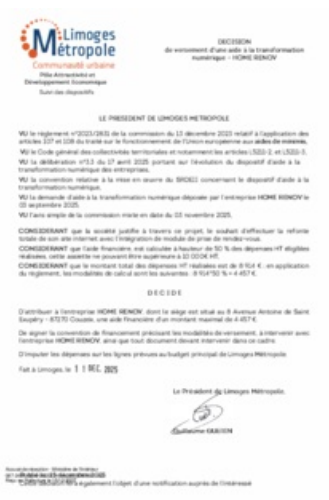 Limoges
Métropole
Communauté urbaine
Pôle Attractivité et
Développement Economique
Suivi des dispositifs
DECISION
de versement d'une aide à la transformation
numérique – HOME RENOV
LE PRESIDENT DE LIMOGES METROPOLE
VU le règlement n°2023/2831 de la commission du 13 décembre 2023 relatif à l'application des
articles 107 et 108 du traité sur le fonctionnement de l'Union européenne aux aides de minimis,
VU le Code général des collectivités territoriales et notamment les articles L5211-2, et L5211-3,
VU la délibération n°3.3 du 17 avril 2025 portant sur l'évolution du dispositif d'aide à la
transformation numérique des entreprises,
VU la convention relative à la mise en œuvre du concernant le dispositif d'aide à la
transformation numérique,
VU la demande d'aide à la transformation numérique déposée par l'entreprise HOME RENOV le
03 septembre 2025,
VU l'avis simple de la commission mixte en date du 03 novembre 2025,
CONSIDERANT que la société justifie à travers ce projet, le souhait d'effectuer la refonte
totale de son site internet avec l'intégration de module de prise de rendez-vous.
CONSIDERANT que l'aide financière est calculée à hauteur de 50 % des dépenses HT éligibles
réalisées, cette assiette ne pouvant être supérieure à 10 000€ HT.
CONSIDERANT que le montant total des dépenses HT réalisées est de 8 914 € : en application
du règlement, les modalités de calcul sont les suivantes : 8 914*50 % = 4 457 €.
DECIDE
D'attribuer à l'entreprise HOME RENOV dont le siège est situé au 8 Avenue Antoine de Saint
Exupéry – 87270 Couzeix, une aide financière d'un montant maximal de 4 457 €.
De signer la convention de financement précisant les modalités de versement, à intervenir avec
l'entreprise HOME RENOV, ainsi que tout document devant intervenir dans ce cadre.
D'imputer les dépenses sur les lignes prévues au budget principal de Limoges Métropole
Fait à Limoges, le 11 DEC. 2025
Le Président de Limoges Métropole,
Guillaume GUERIN
également l'objet d'une notification auprès de l'intéressé